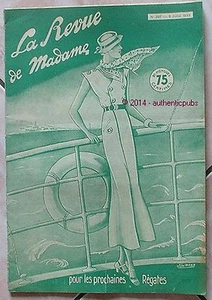 La Revue
de Madame
75
2014 - authenticpubs
pour les prochaines Régates